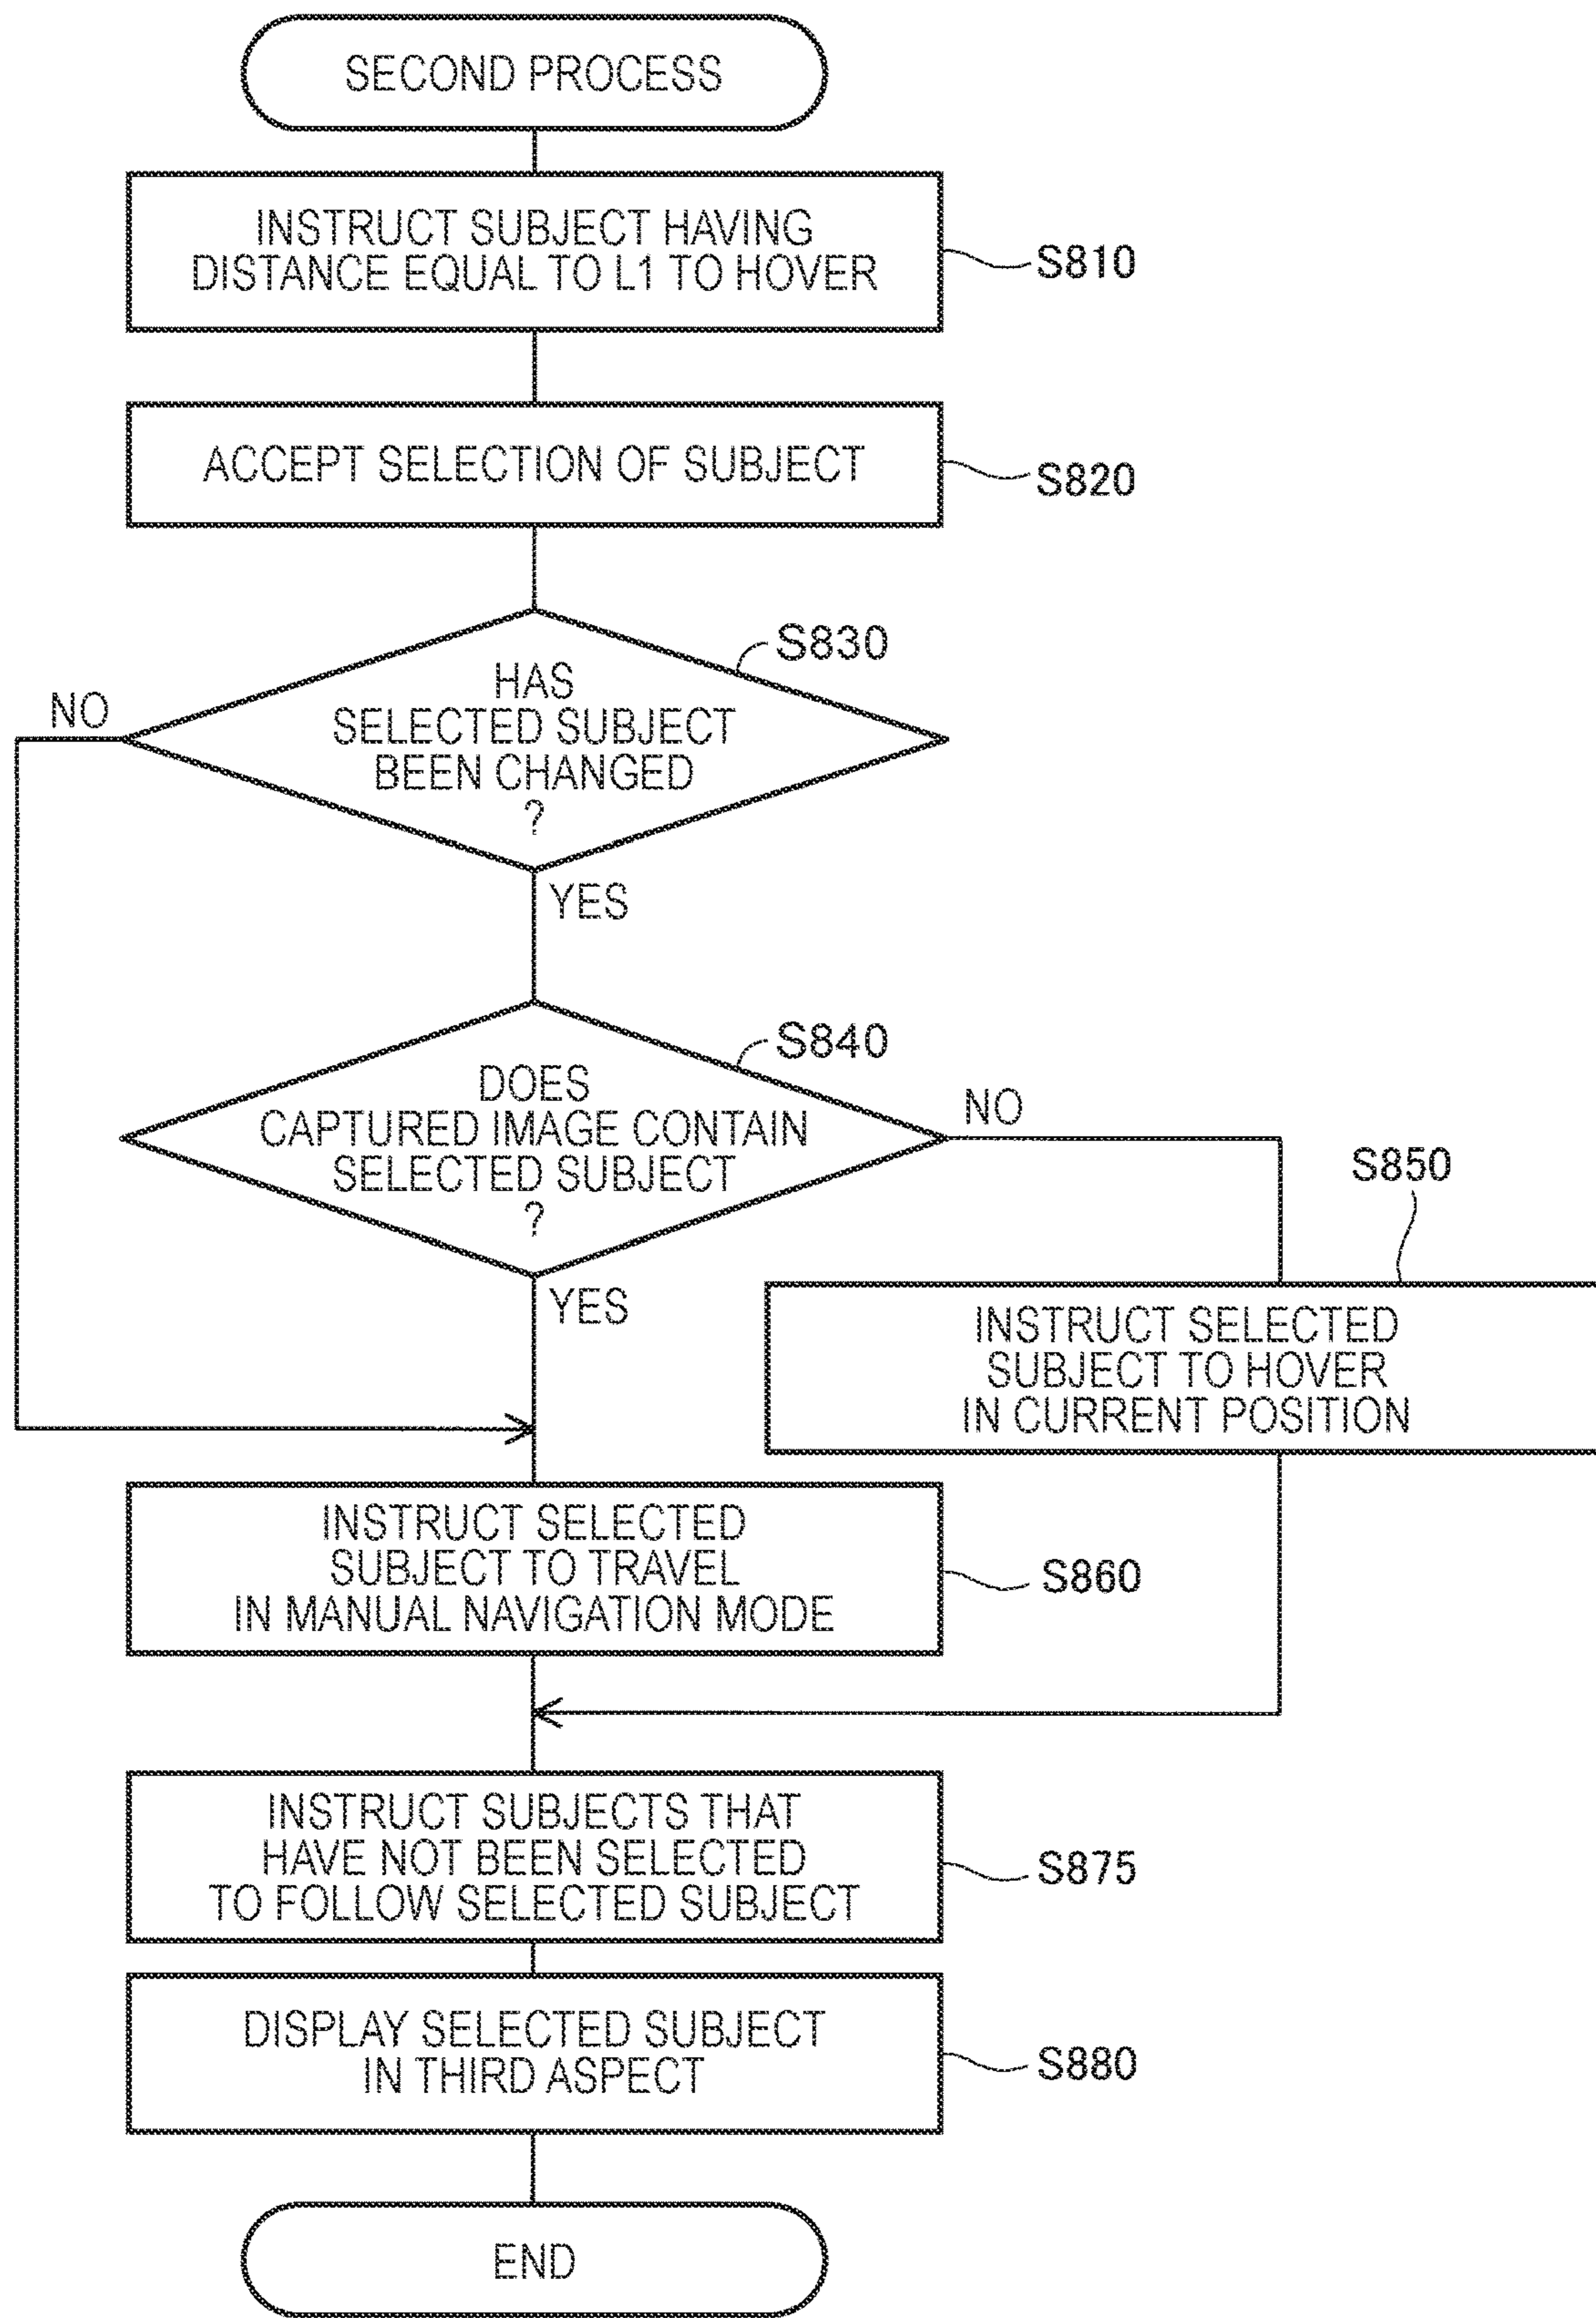 SECOND PROCESS
INSTRUCT SUBJECT HAVING
DISTANCE EQUAL TO L1 TO HOVER
S810
ACCEPT SELECTION OF SUBJECT
S820
S830
HAS
SELECTED SUBJECT
BEEN CHANGED
?
NO
YES
S840
DOES
CAPTURED IMAGE CONTAIN
SELECTED SUBJECT
?
NO
YES
S850
INSTRUCT SELECTED
SUBJECT TO HOVER
IN CURRENT POSITION
INSTRUCT SELECTED
SUBJECT TO TRAVEL
IN MANUAL NAVIGATION MODE
S860
INSTRUCT SUBJECTS THAT
HAVE NOT BEEN SELECTED
TO FOLLOW SELECTED SUBJECT
S875
DISPLAY SELECTED SUBJECT
IN THIRD ASPECT
S880
END